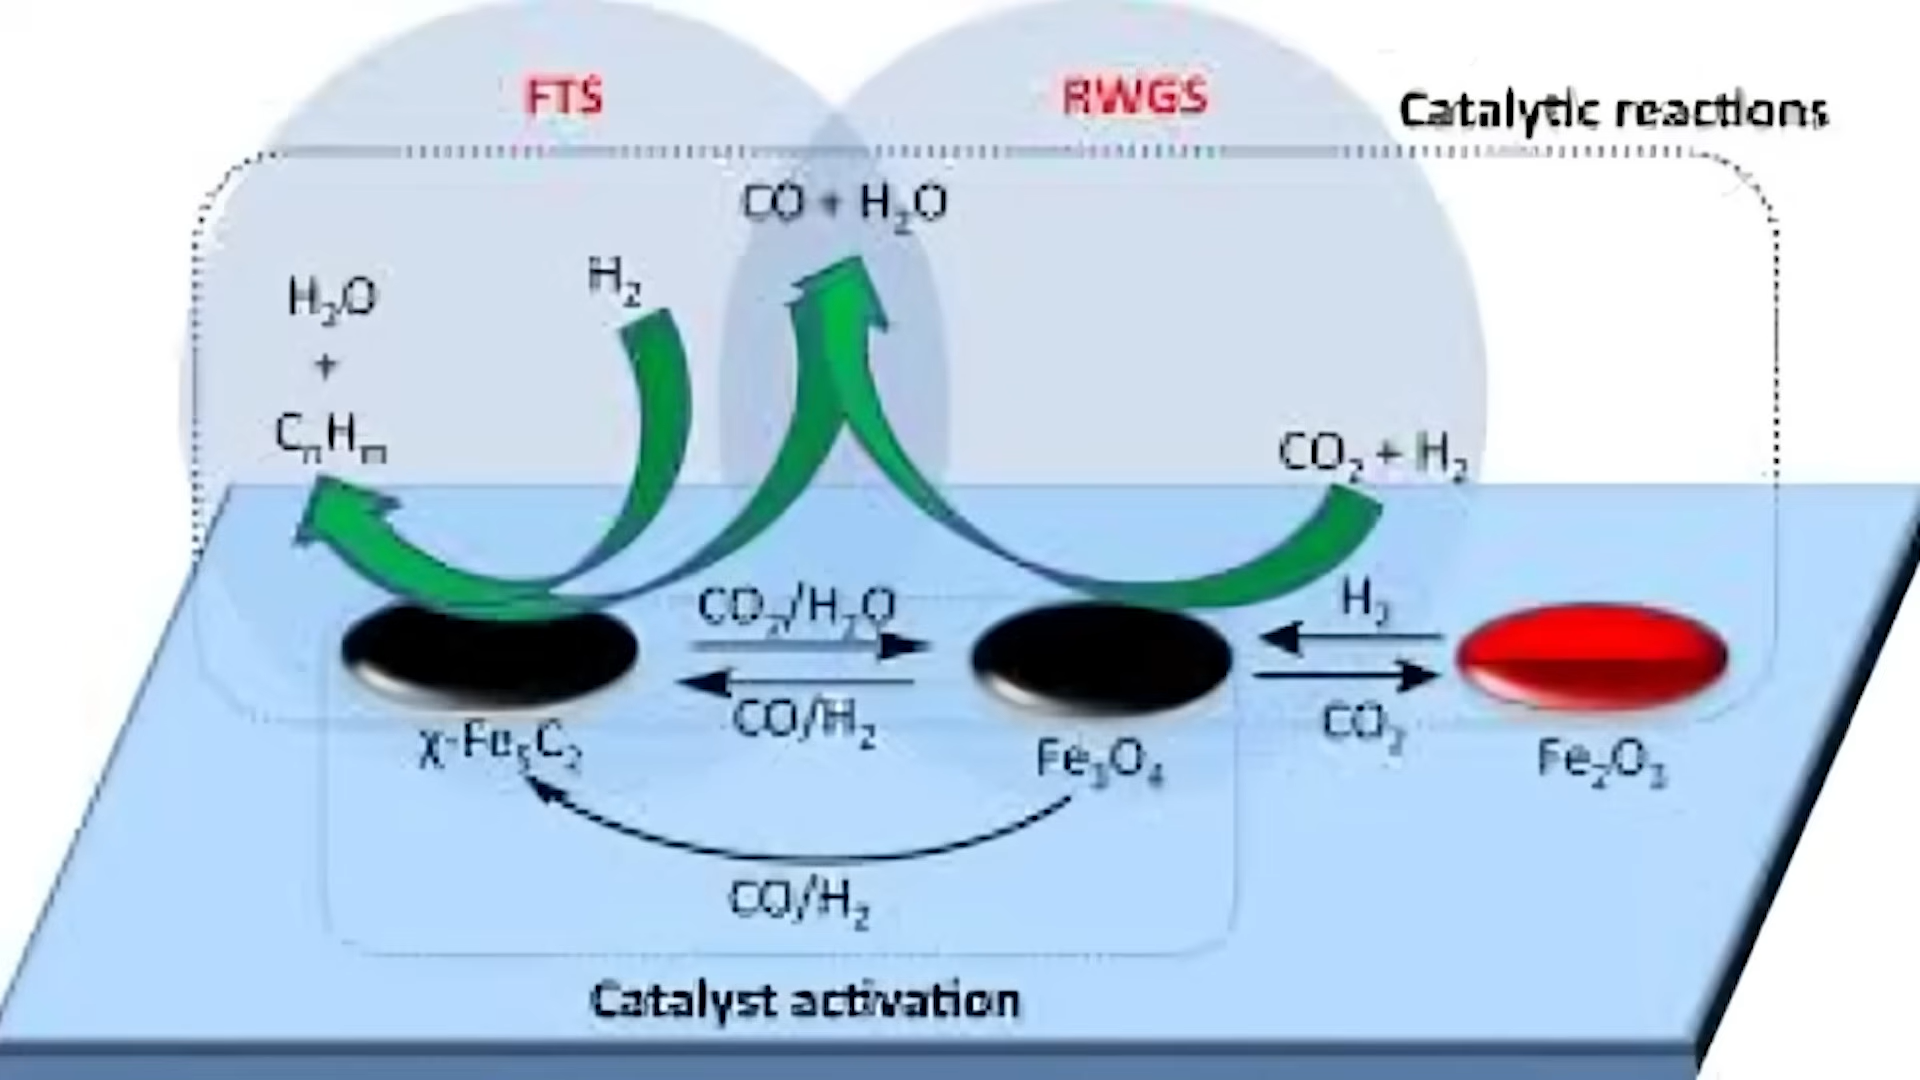 FTS
RWGS
Catalytic reactions
CO + H₂O
H₂
H₂O
+
CₙHₘ
CO₂ + H₂
CO₂/H₂O
CO/H₂
H₂
CO₂
χ-Fe₅C₂
Fe₃O₄
Fe₂O₃
CO/H₂
Catalyst activation